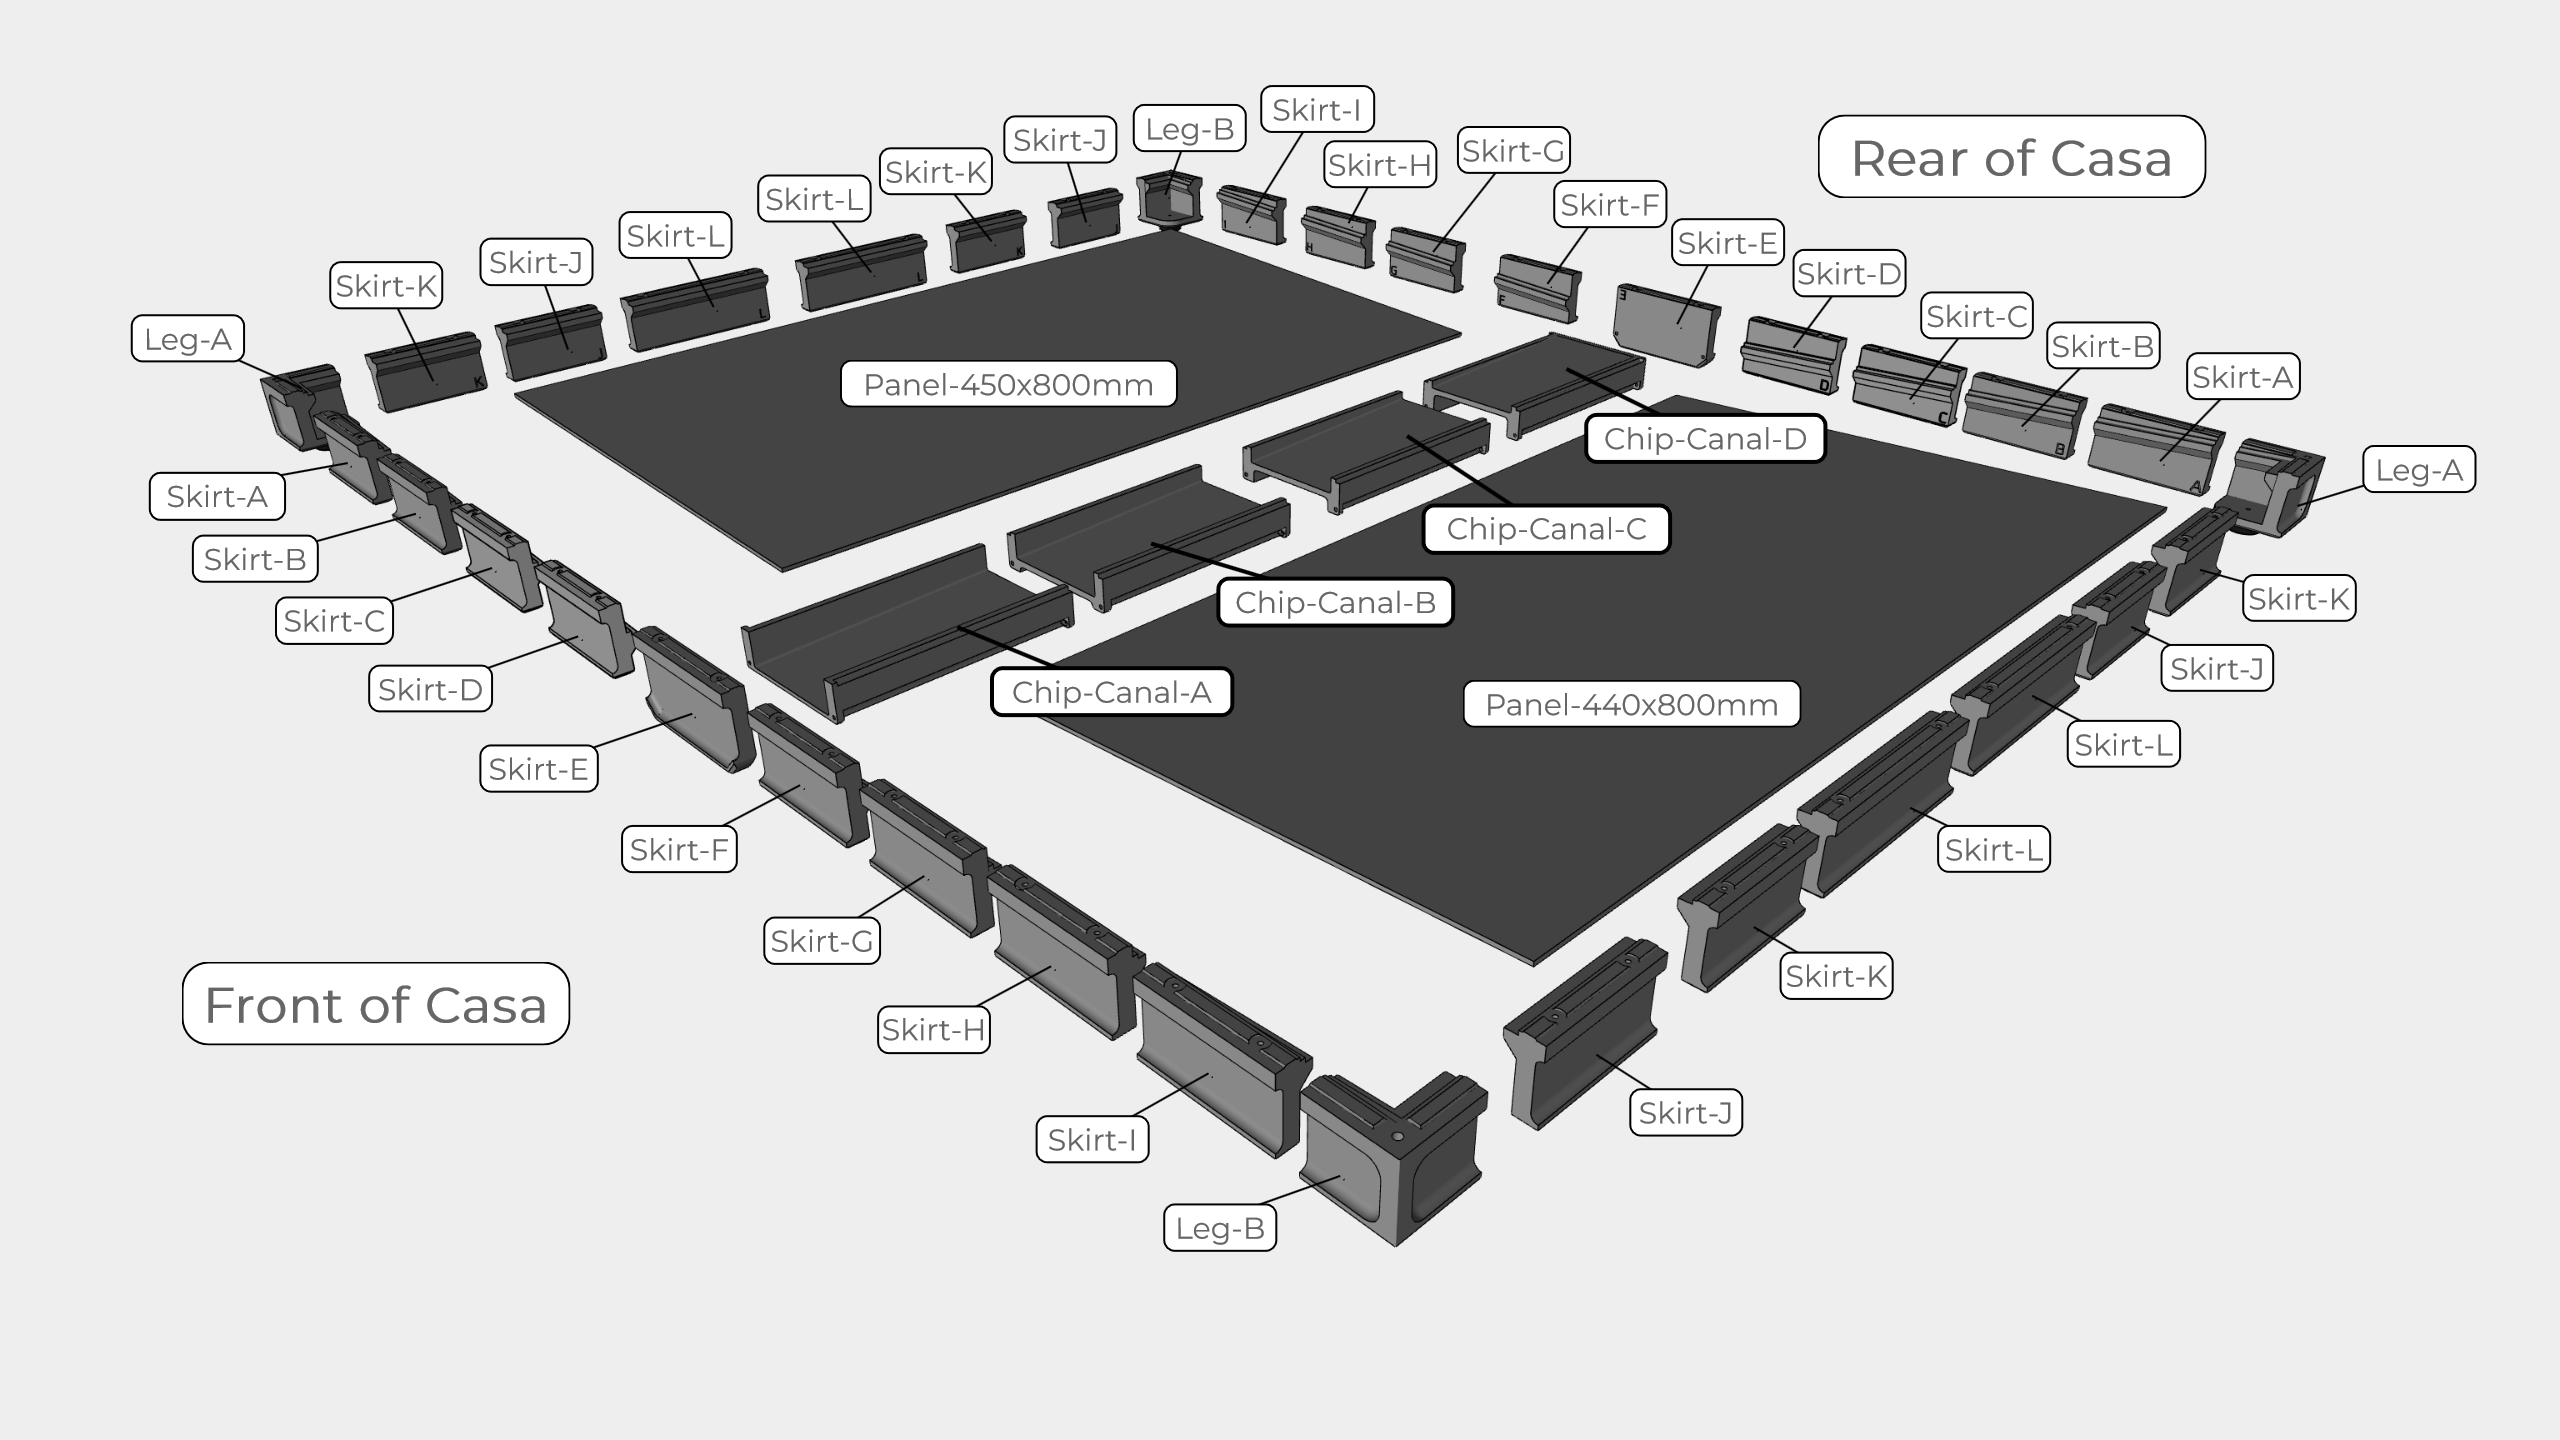 Skirt-I
Leg-B
Skirt-J
Skirt-H
Skirt-G
Rear of Casa
Skirt-K
Skirt-L
Skirt-F
Skirt-L
Skirt-E
Skirt-J
Skirt-D
Skirt-K
Skirt-C
Leg-A
Skirt-B
Skirt-A
Panel-450x800mm
Chip-Canal-D
Leg-A
Skirt-A
Chip-Canal-C
Skirt-B
Skirt-K
Chip-Canal-B
Skirt-C
Skirt-J
Skirt-D
Chip-Canal-A
Panel-440x800mm
Skirt-L
Skirt-E
Skirt-F
Skirt-L
Skirt-G
Skirt-K
Front of Casa
Skirt-H
Skirt-J
Skirt-I
Leg-B
K
J
L
L
K
I
H
G
F
E
D
C
B
A